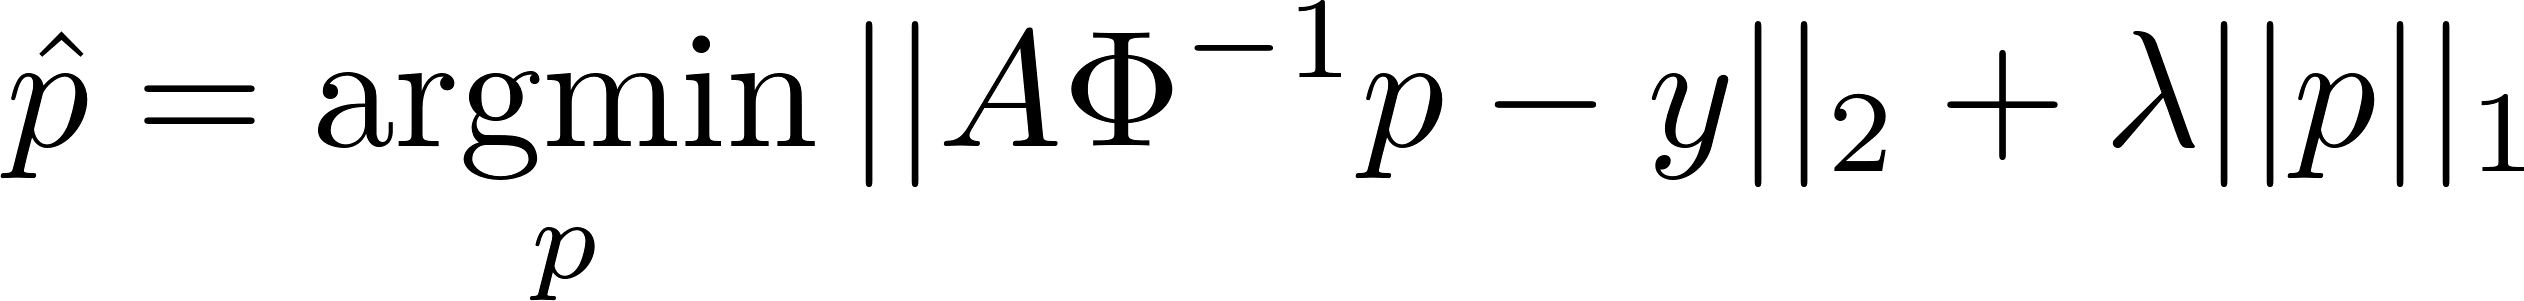 p̂ = argmin ||AΦ⁻¹p − y||₂ + λ||p||₁
p